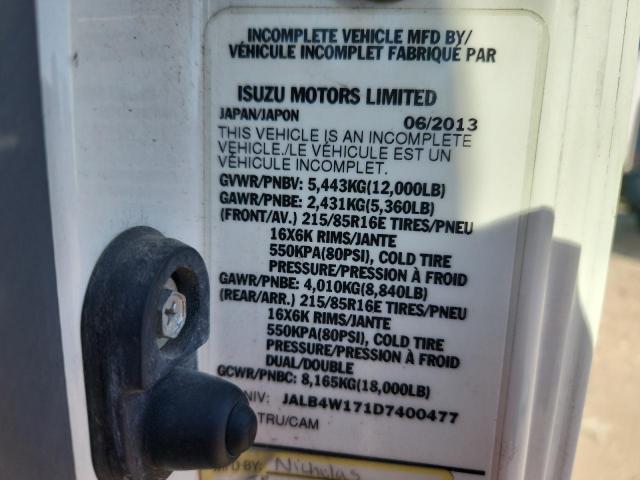 INCOMPLETE VEHICLE MFD BY/
VÉHICULE INCOMPLET FABRIQUÉ PAR
ISUZU MOTORS LIMITED
JAPAN/JAPON 06/2013
THIS VEHICLE IS AN INCOMPLETE
VEHICLE./LE VÉHICULE EST UN
VÉHICULE INCOMPLET.
GVWR/PNBV: 5,443KG(12,000LB)
GAWR/PNBE: 2,431KG(5,360LB)
(FRONT/AV.) 215/85R16E TIRES/PNEU
16X6K RIMS/JANTE
550KPA(80PSI), COLD TIRE
PRESSURE/PRESSION À FROID
GAWR/PNBE: 4,010KG(8,840LB)
(REAR/ARR.) 215/85R16E TIRES/PNEU
16X6K RIMS/JANTE
550KPA(80PSI), COLD TIRE
PRESSURE/PRESSION À FROID
DUAL/DOUBLE
GCWR/PNBC: 8,165KG(18,000LB)
NIV: JALB4W171D7400477
TRU/CAM
MFD BY: Nicholas